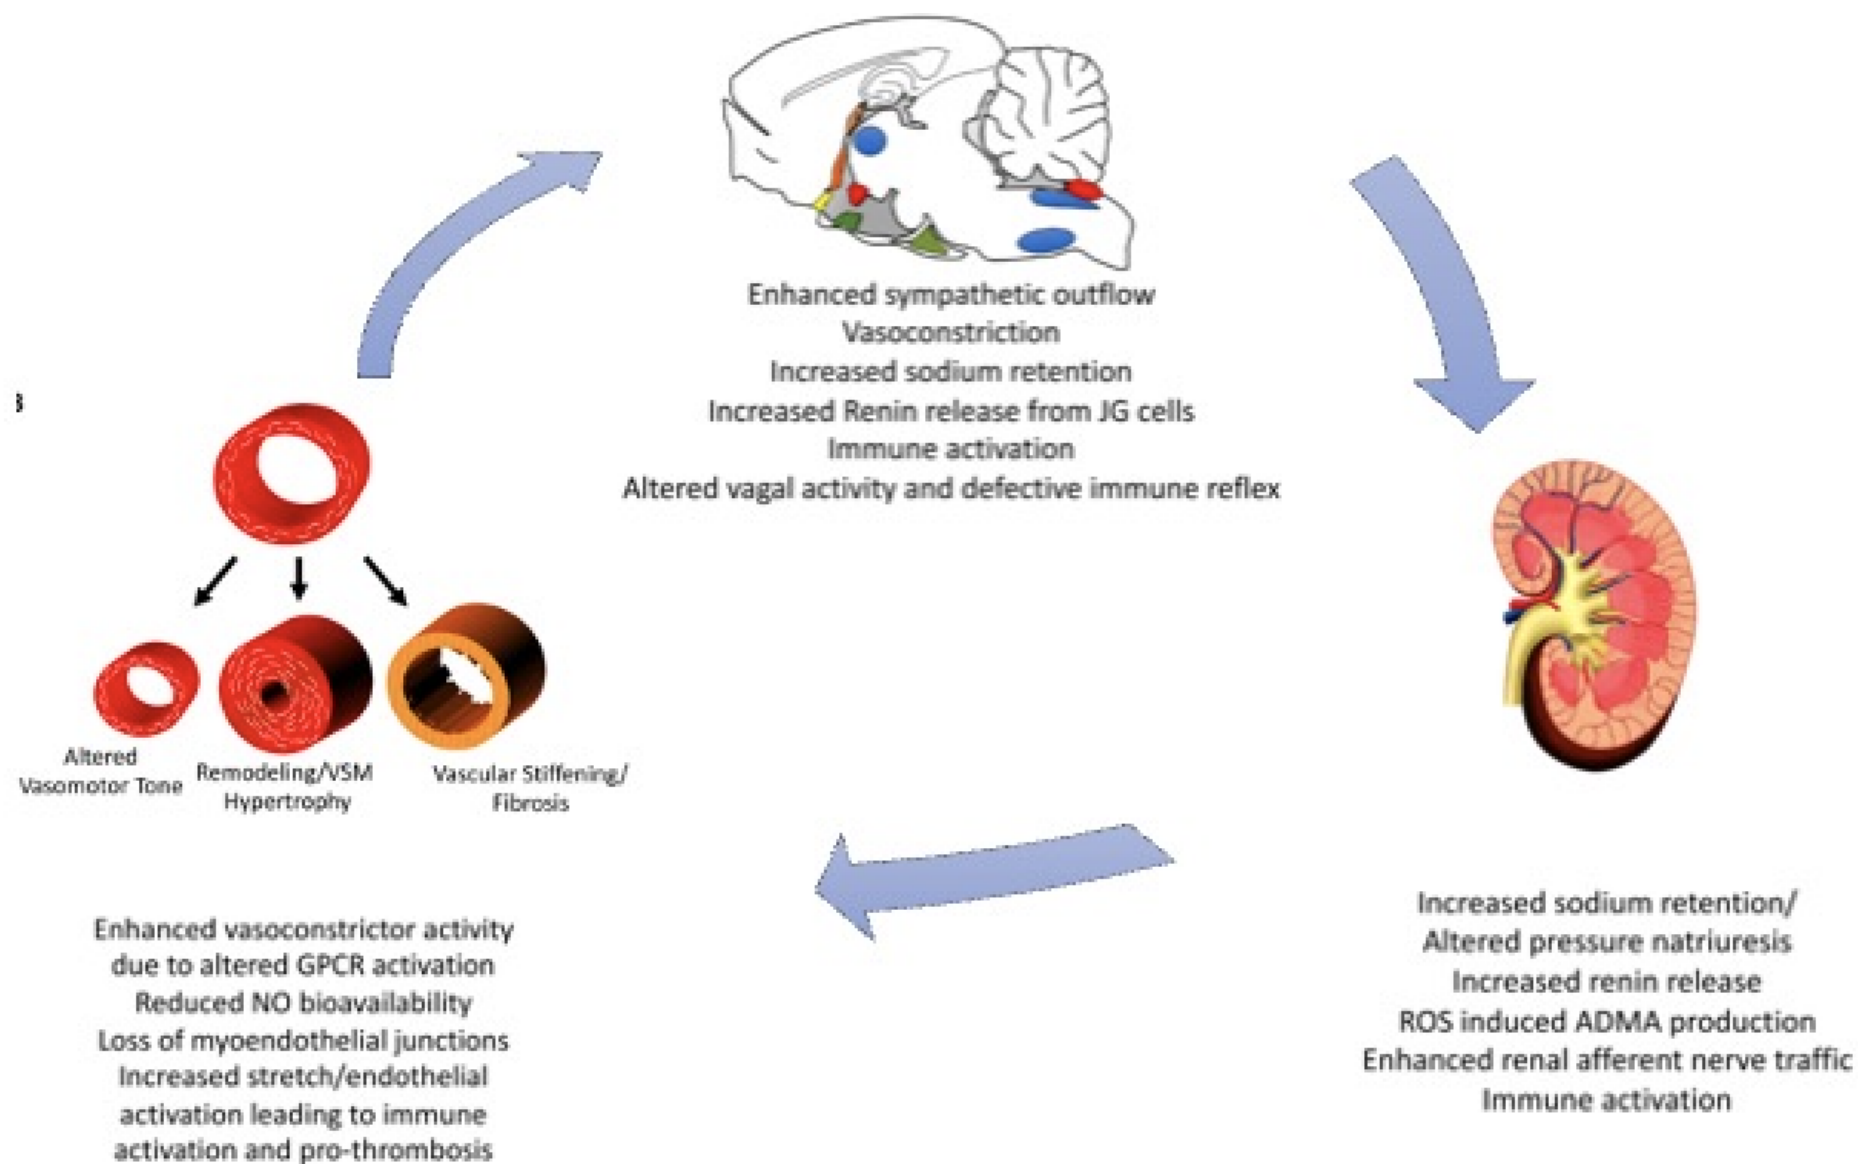 Enhanced sympathetic outflow
Vasoconstriction
Increased sodium retention
Increased Renin release from JG cells
Immune activation
Altered vagal activity and defective immune reflex
Altered
Vasomotor Tone
Remodeling/VSM
Hypertrophy
Vascular Stiffening/
Fibrosis
Enhanced vasoconstrictor activity
due to altered GPCR activation
Reduced NO bioavailability
Loss of myoendothelial junctions
Increased stretch/endothelial
activation leading to immune
activation and pro-thrombosis
Increased sodium retention/
Altered pressure natriuresis
Increased renin release
ROS induced ADMA production
Enhanced renal afferent nerve traffic
Immune activation